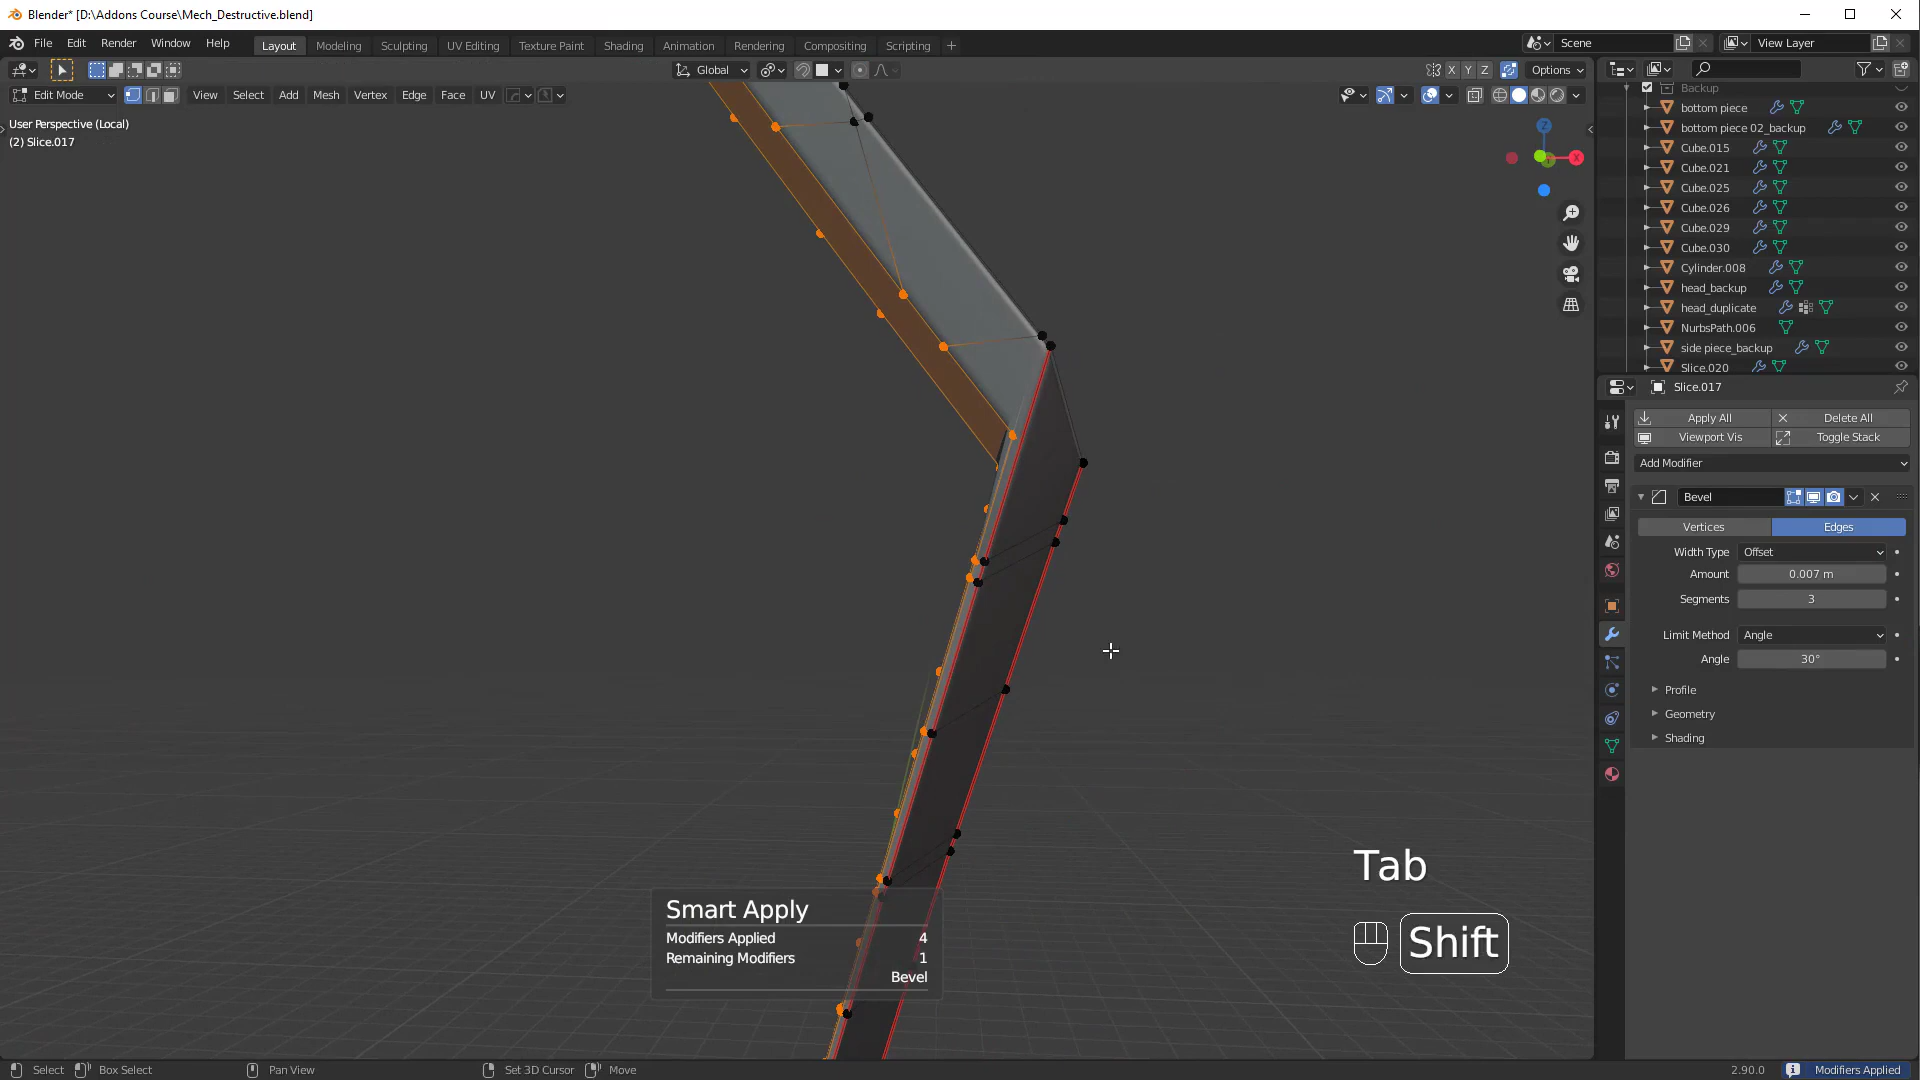 Blender* [D:\Addons Course\Mech_Destructive.blend]
File Edit Render Window Help
Layout Modeling Sculpting UV Editing Texture Paint Shading Animation Rendering Compositing Scripting +
Scene
View Layer
Global
X Y Z
Options
Edit Mode
View Select Add Mesh Vertex Edge Face UV
User Perspective (Local)
(2) Slice.017
X
Backup
bottom piece
bottom piece 02_backup
Cube.015
Cube.021
Cube.025
Cube.026
Cube.029
Cube.030
Cylinder.008
head_backup
head_duplicate
NurbsPath.006
side piece_backup
Slice.020
Slice.017
Apply All
Delete All
Viewport Vis
Toggle Stack
Add Modifier
Bevel
Vertices
Edges
Width Type Offset
Amount 0.007 m
Segments 3
Limit Method Angle
Angle 30°
Profile
Geometry
Shading
Tab
Shift
Smart Apply
Modifiers Applied 4
Remaining Modifiers 1
Bevel
Select Box Select Pan View Set 3D Cursor Move
2.90.0 Modifiers Applied